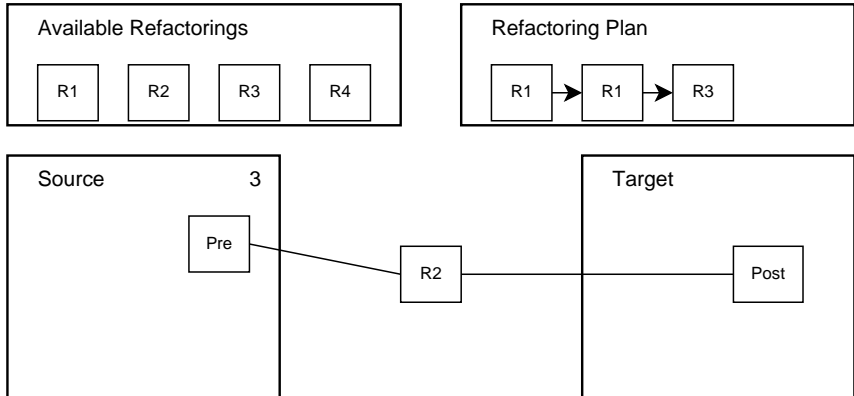 Available Refactorings
R1 R2 R3 R4
Refactoring Plan
R1 R1 R3
Source 3
Pre
R2
Target
Post